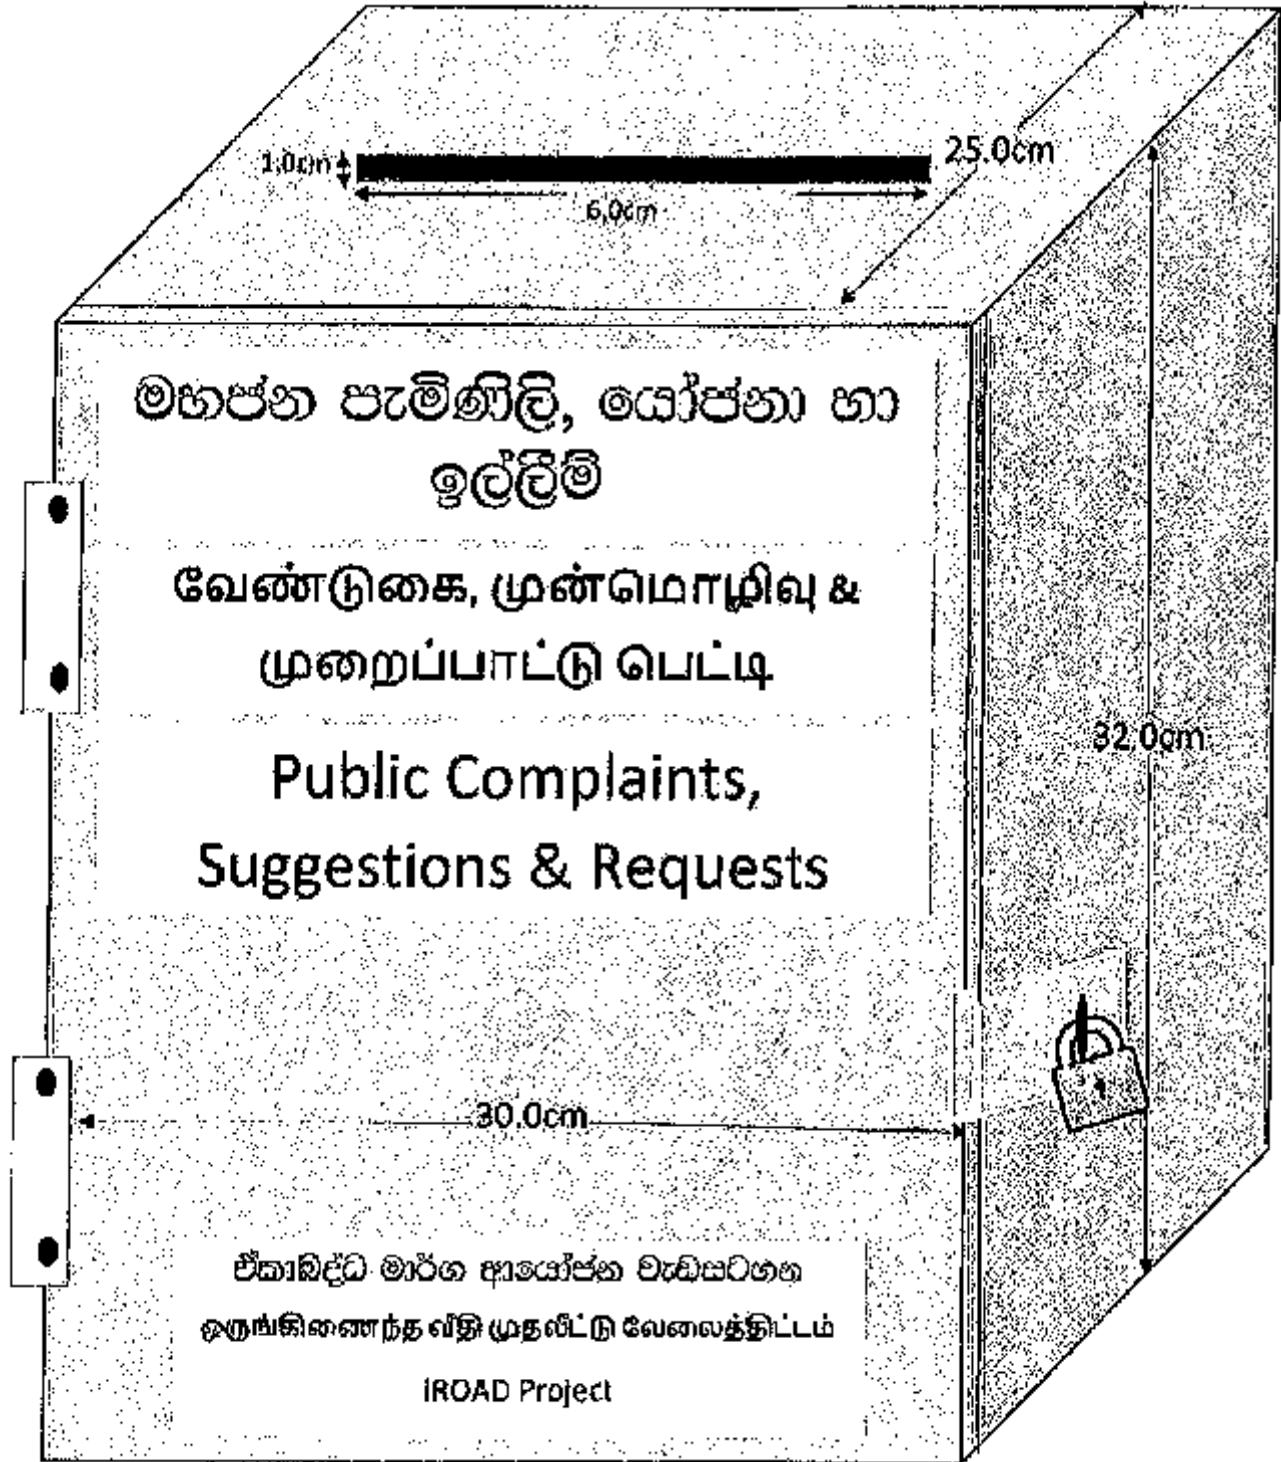 1.0cm
25.0cm
6.0cm
මහජන පැමිණිලි, යෝජනා හා
ඉල්ලීම්
வேண்டுகை, முன்மொழிவு &
முறைப்பாட்டு பெட்டி
Public Complaints,
Suggestions & Requests
32.0cm
30.0cm
ඒකාබද්ධ මාර්ග ආයෝජන වැඩසටහන
ஒருங்கிணைந்த வீதி முதலீட்டு வேலைத்திட்டம்
iROAD Project